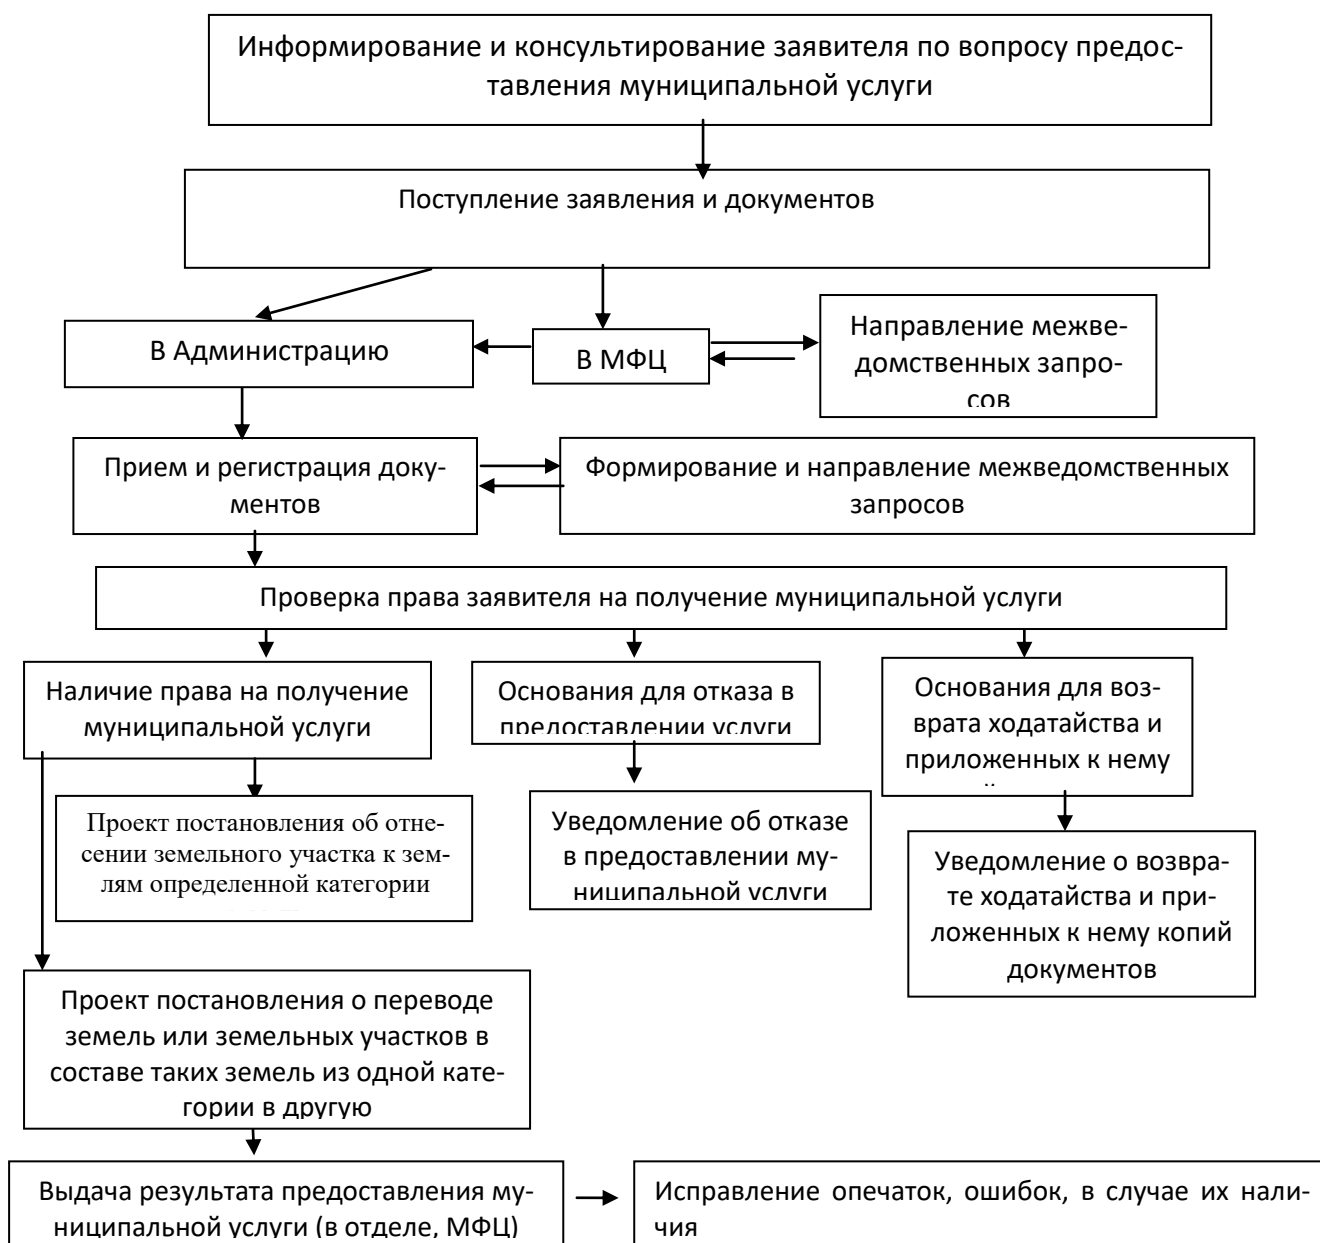 Информирование и консультирование заявителя по вопросу предос-
тавления муниципальной услуги
Поступление заявления и документов
В Администрацию
В МФЦ
Направление межве-
домственных запро-
сов
Прием и регистрация доку-
ментов
Формирование и направление межведомственных
запросов
Проверка права заявителя на получение муниципальной услуги
Наличие права на получение
муниципальной услуги
Основания для отказа в
предоставлении услуги
Основания для воз-
врата ходатайства и
приложенных к нему
Проект постановления об отне-
сении земельного участка к зем-
лям определенной категории
Уведомление об отказе
в предоставлении му-
ниципальной услуги
Уведомление о возвра-
те ходатайства и при-
ложенных к нему копий
документов
Проект постановления о переводе
земель или земельных участков в
составе таких земель из одной кате-
гории в другую
Выдача результата предоставления му-
ниципальной услуги (в отделе, МФЦ)
Исправление опечаток, ошибок, в случае их нали-
чия